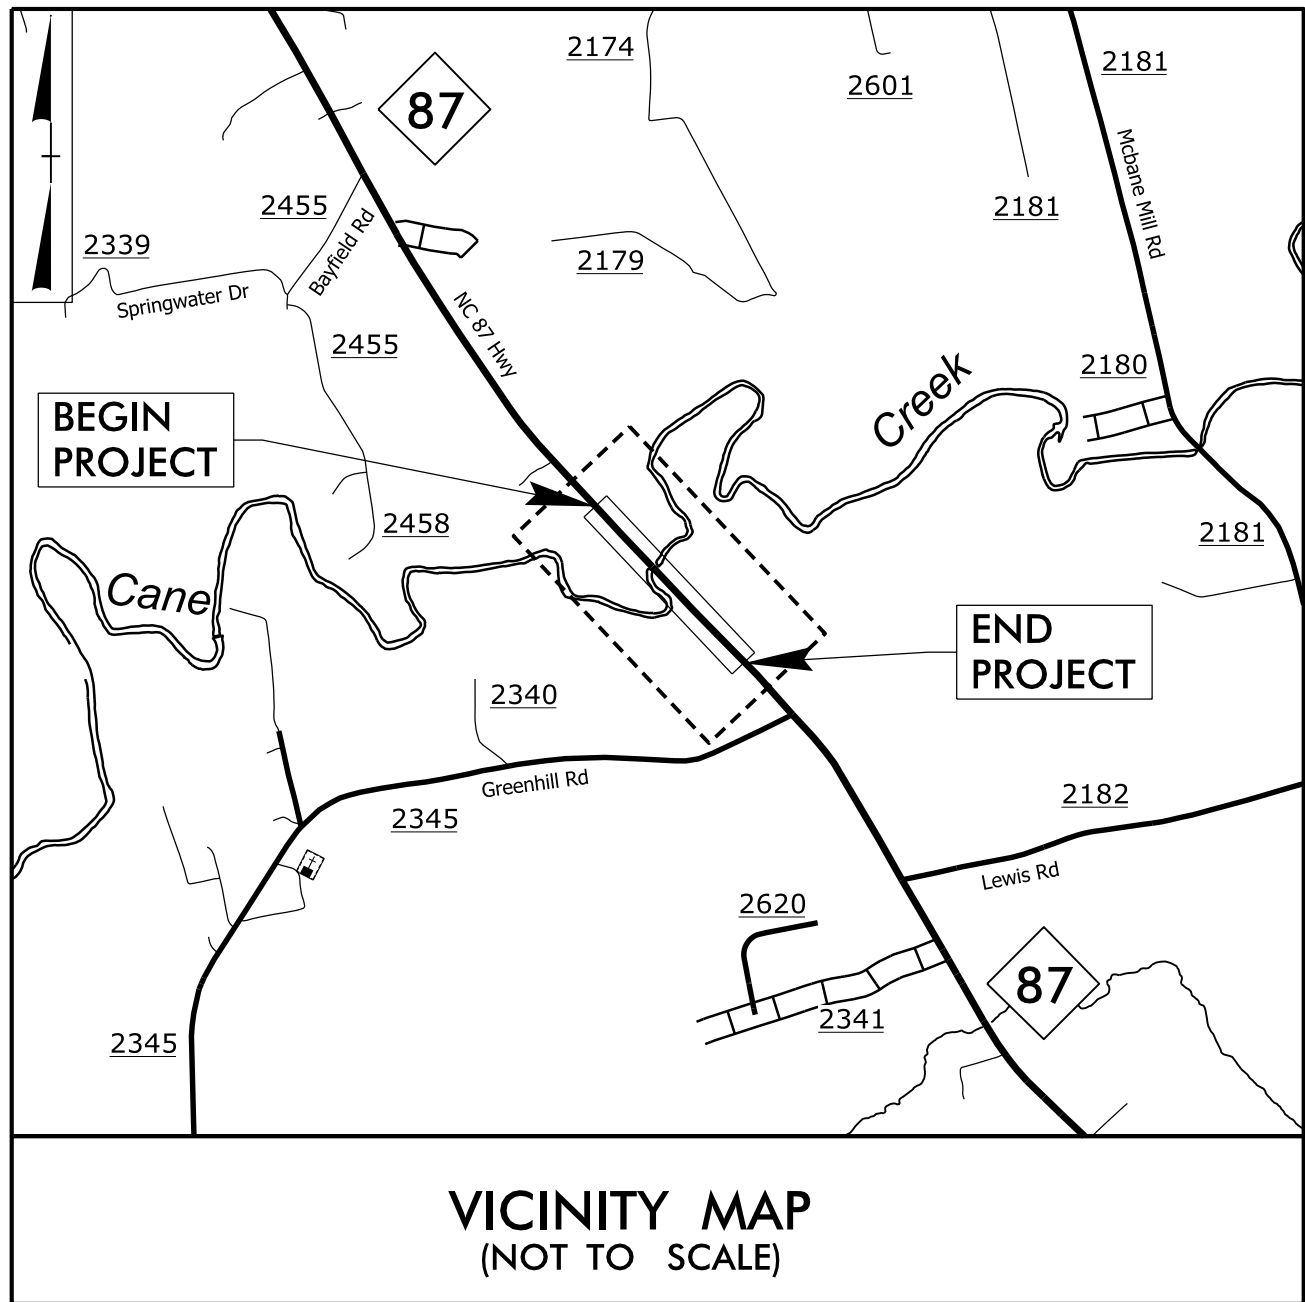 2174
2181
2601
87
Mcbane Mill Rd
2455
2181
2339
Bayfield Rd
2179
Springwater Dr
NC 87 Hwy
2455
2180
Creek
BEGIN
PROJECT
2458
2181
Cane
END
PROJECT
2340
Greenhill Rd
2182
2345
Lewis Rd
2620
87
2341
2345
VICINITY MAP
(NOT TO SCALE)